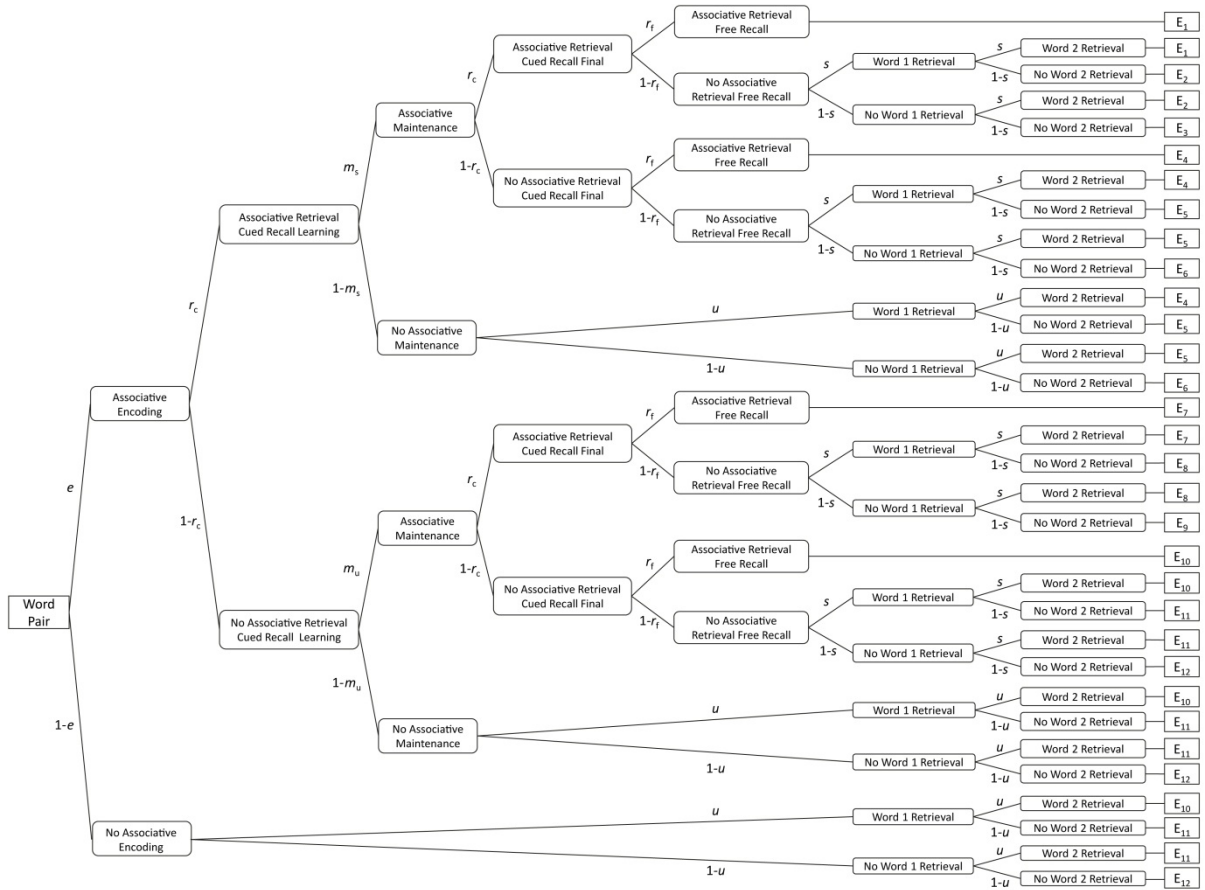 r_f
Associative Retrieval
Free Recall
E_1
Associative Retrieval
Cued Recall Final
s
Word 2 Retrieval
E_1
s
Word 1 Retrieval
r_c
1-r_f
No Associative
Retrieval Free Recall
1-s
No Word 2 Retrieval
E_2
s
Word 2 Retrieval
E_2
1-s
No Word 1 Retrieval
Associative
Maintenance
1-s
No Word 2 Retrieval
E_3
r_f
Associative Retrieval
Free Recall
E_4
m_s
1-r_c
No Associative Retrieval
Cued Recall Final
s
Word 2 Retrieval
E_4
s
Word 1 Retrieval
1-r_f
No Associative
Retrieval Free Recall
1-s
No Word 2 Retrieval
E_5
Associative Retrieval
Cued Recall Learning
s
Word 2 Retrieval
E_5
1-s
No Word 1 Retrieval
1-s
No Word 2 Retrieval
E_6
1-m_s
u
Word 2 Retrieval
E_4
r_c
u
Word 1 Retrieval
1-u
No Word 2 Retrieval
E_5
No Associative
Maintenance
u
Word 2 Retrieval
E_5
1-u
No Word 1 Retrieval
1-u
No Word 2 Retrieval
E_6
Associative
Encoding
r_f
Associative Retrieval
Free Recall
E_7
Associative Retrieval
Cued Recall Final
s
Word 2 Retrieval
E_7
s
Word 1 Retrieval
e
r_c
1-r_f
No Associative
Retrieval Free Recall
1-s
No Word 2 Retrieval
E_8
s
Word 2 Retrieval
E_8
1-s
No Word 1 Retrieval
1-r_c
Associative
Maintenance
1-s
No Word 2 Retrieval
E_9
r_f
Associative Retrieval
Free Recall
E_10
m_u
1-r_c
No Associative Retrieval
Cued Recall Final
s
Word 2 Retrieval
E_10
s
Word 1 Retrieval
Word
Pair
1-r_f
No Associative
Retrieval Free Recall
1-s
No Word 2 Retrieval
E_11
No Associative Retrieval
Cued Recall Learning
s
Word 2 Retrieval
E_11
1-s
No Word 1 Retrieval
1-s
No Word 2 Retrieval
E_12
1-m_u
u
Word 2 Retrieval
E_10
u
Word 1 Retrieval
1-u
No Word 2 Retrieval
E_11
1-e
No Associative
Maintenance
u
Word 2 Retrieval
E_11
1-u
No Word 1 Retrieval
1-u
No Word 2 Retrieval
E_12
u
Word 2 Retrieval
E_10
u
Word 1 Retrieval
1-u
No Word 2 Retrieval
E_11
No Associative
Encoding
u
Word 2 Retrieval
E_11
1-u
No Word 1 Retrieval
1-u
No Word 2 Retrieval
E_12